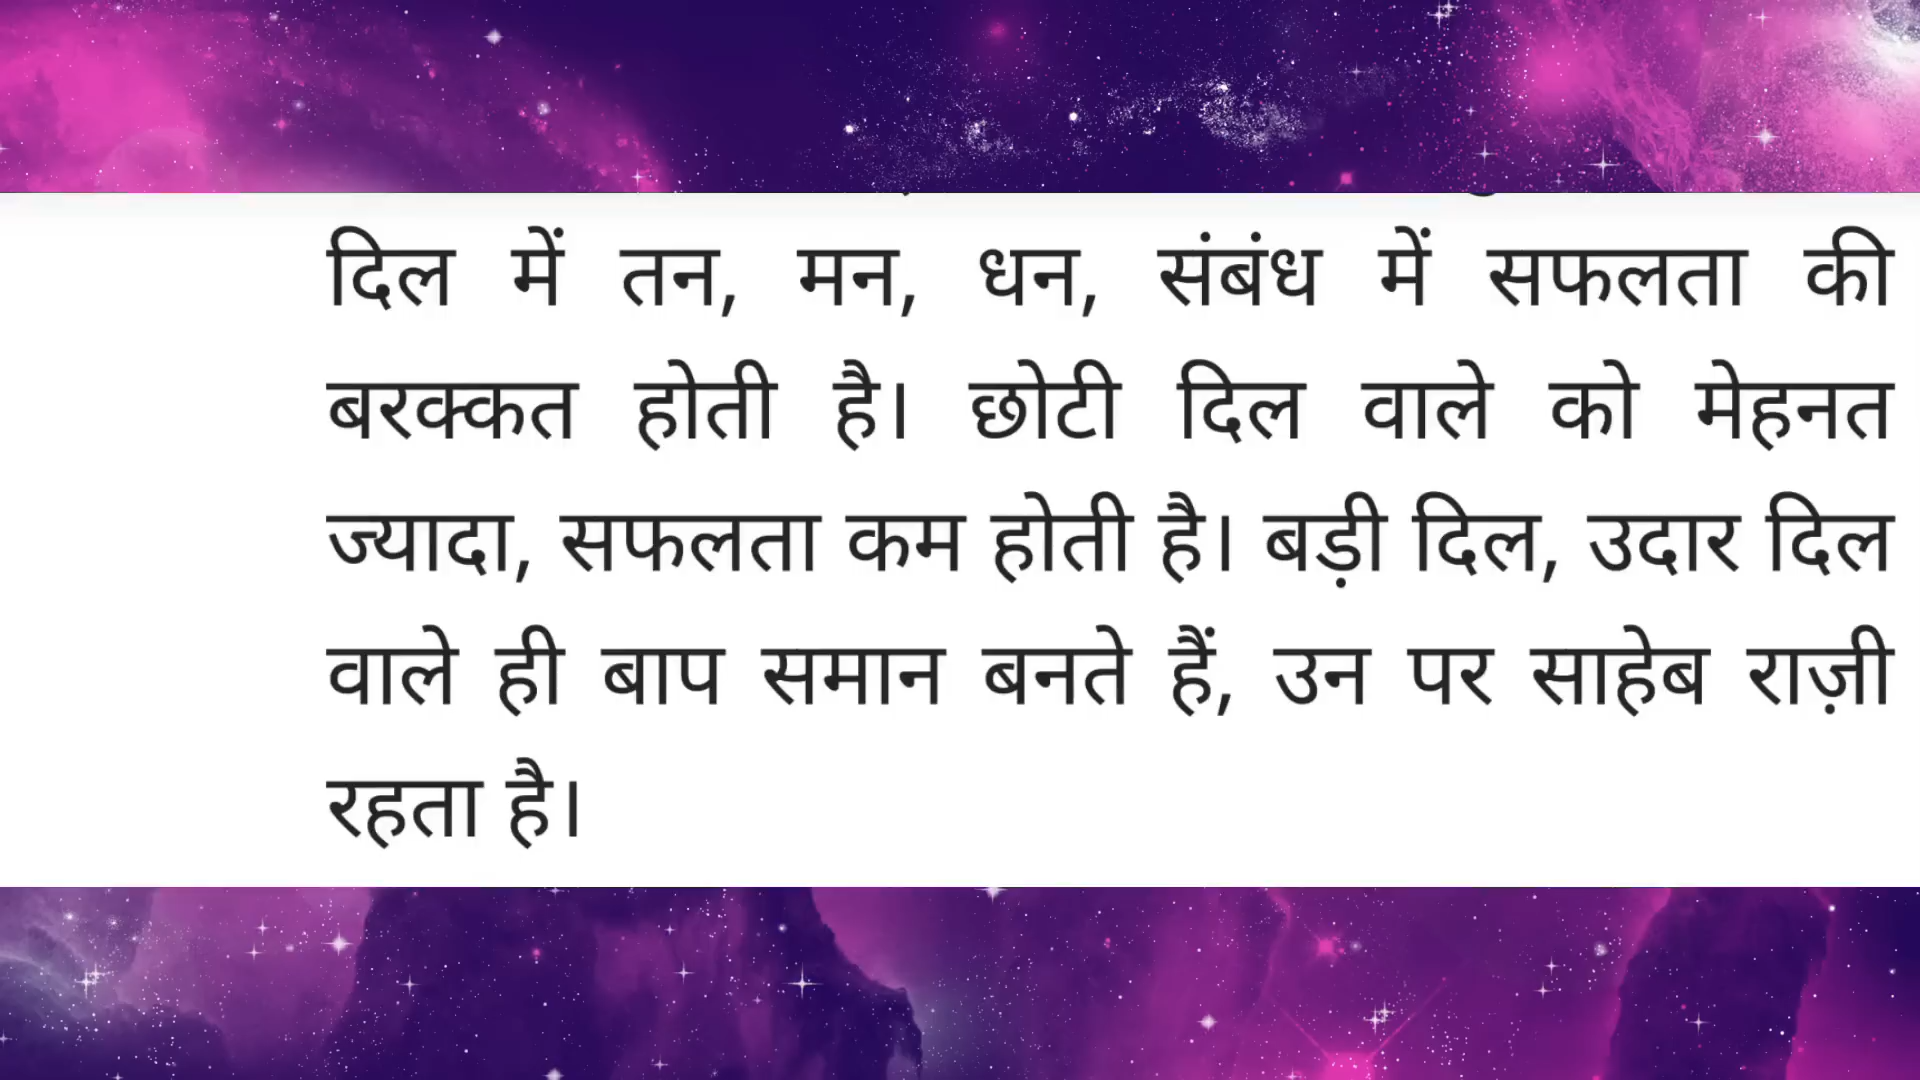 दिल में तन, मन, धन, संबंध में सफलता की
बरक्कत होती है। छोटी दिल वाले को मेहनत
ज्यादा, सफलता कम होती है। बड़ी दिल, उदार दिल
वाले ही बाप समान बनते हैं, उन पर साहेब राज़ी
रहता है।